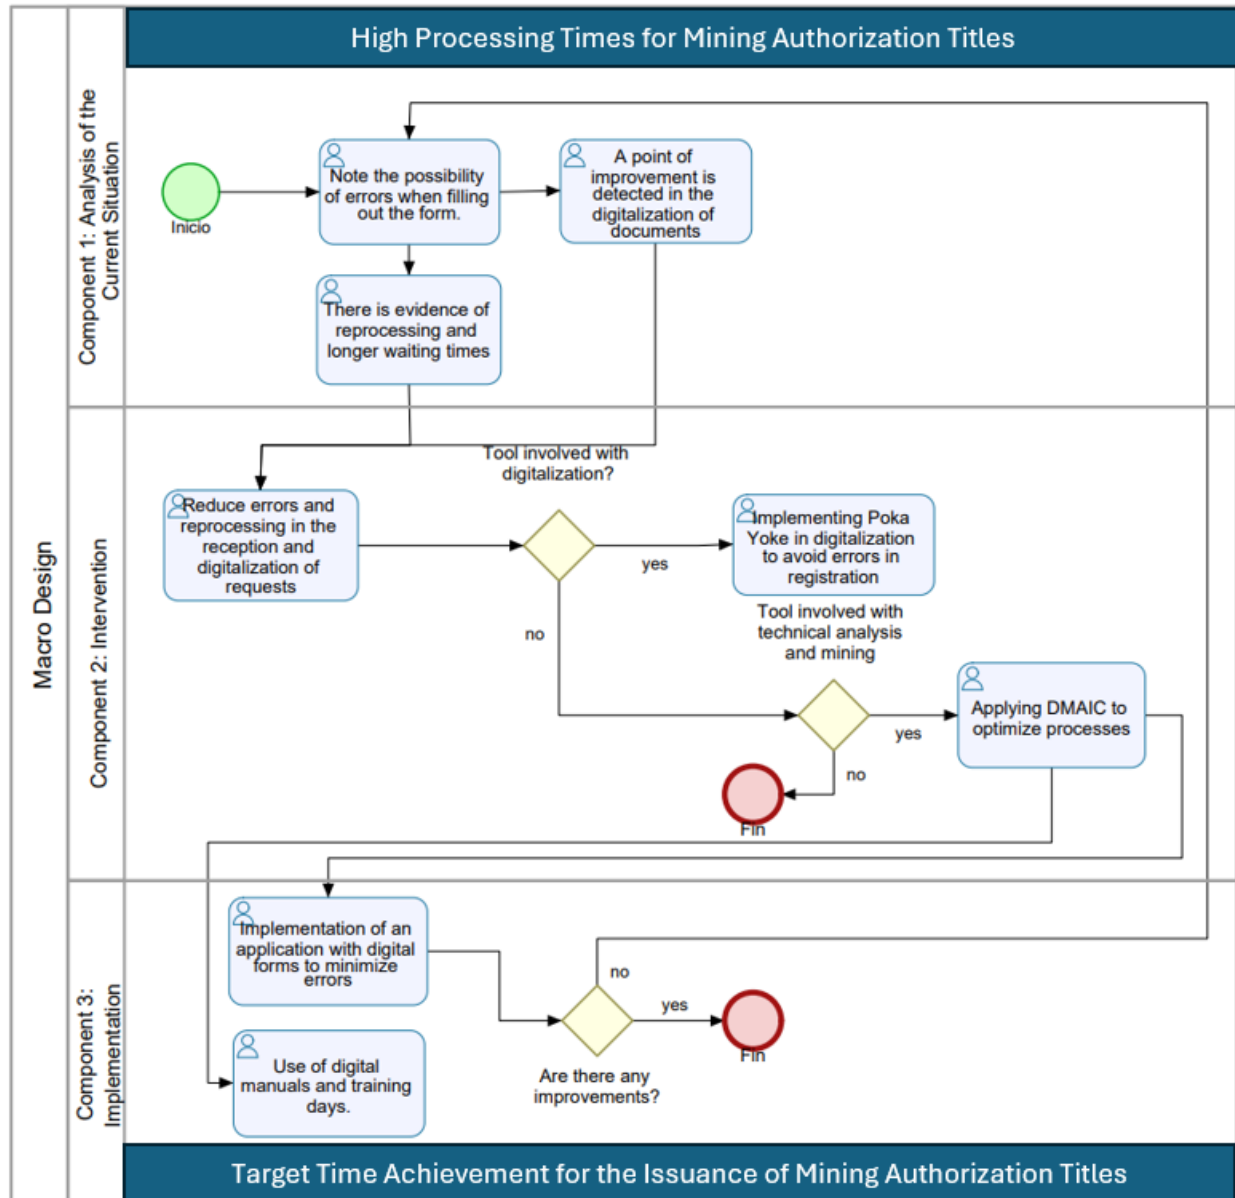 High Processing Times for Mining Authorization Titles
Macro Design
Component 1: Analysis of the
Current Situation
Inicio
Note the possibility
of errors when filling
out the form.
A point of
improvement is
detected in the
digitalization of
documents
There is evidence of
reprocessing and
longer waiting times
Component 2: Intervention
Reduce errors and
reprocessing in the
reception and
digitalization of
requests
Tool involved with
digitalization?
yes
no
Implementing Poka
Yoke in digitalization
to avoid errors in
registration
Tool involved with
technical analysis
and mining
yes
no
Applying DMAIC to
optimize processes
Fin
Component 3:
Implementation
Implementation of an
application with digital
forms to minimize
errors
no
yes
Fin
Are there any
improvements?
Use of digital
manuals and training
days.
Target Time Achievement for the Issuance of Mining Authorization Titles